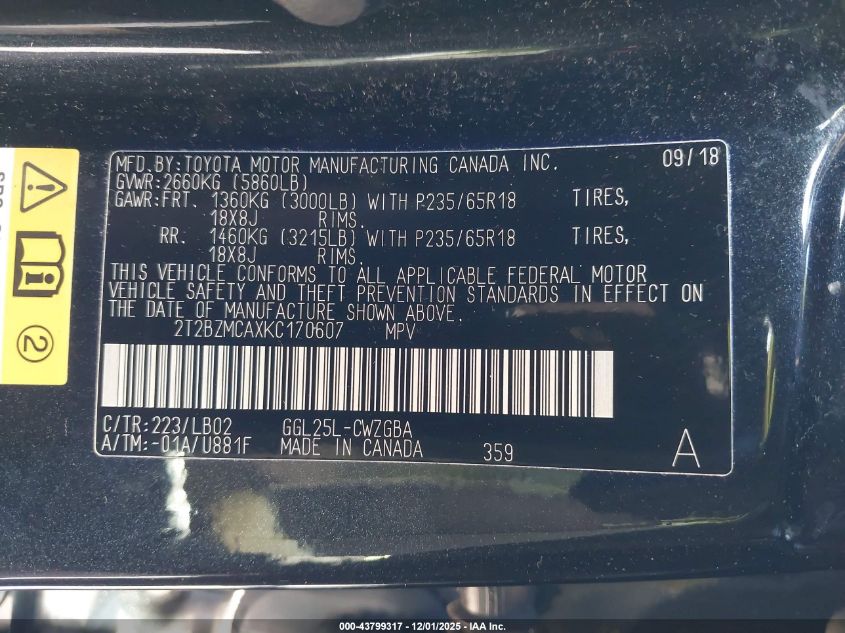 MFD.BY:TOYOTA MOTOR MANUFACTURING CANADA INC. 09/18
GVWR:2660KG (5860LB)
GAWR:FRT. 1360KG (3000LB) WITH P235/65R18 TIRES,
18X8J RIMS.
RR. 1460KG (3215LB) WITH P235/65R18 TIRES,
18X8J RIMS.
THIS VEHICLE CONFORMS TO ALL APPLICABLE FEDERAL MOTOR
VEHICLE SAFETY AND THEFT PREVENTION STANDARDS IN EFFECT ON
THE DATE OF MANUFACTURE SHOWN ABOVE.
2T2BZMCAXKC170607 MPV
C/TR:223/LB02 GGL25L-CWZGBA
A/TM:-01A/U881F MADE IN CANADA 359 A
2
000-43799317 • 12/01/2025 - IAA, Inc.